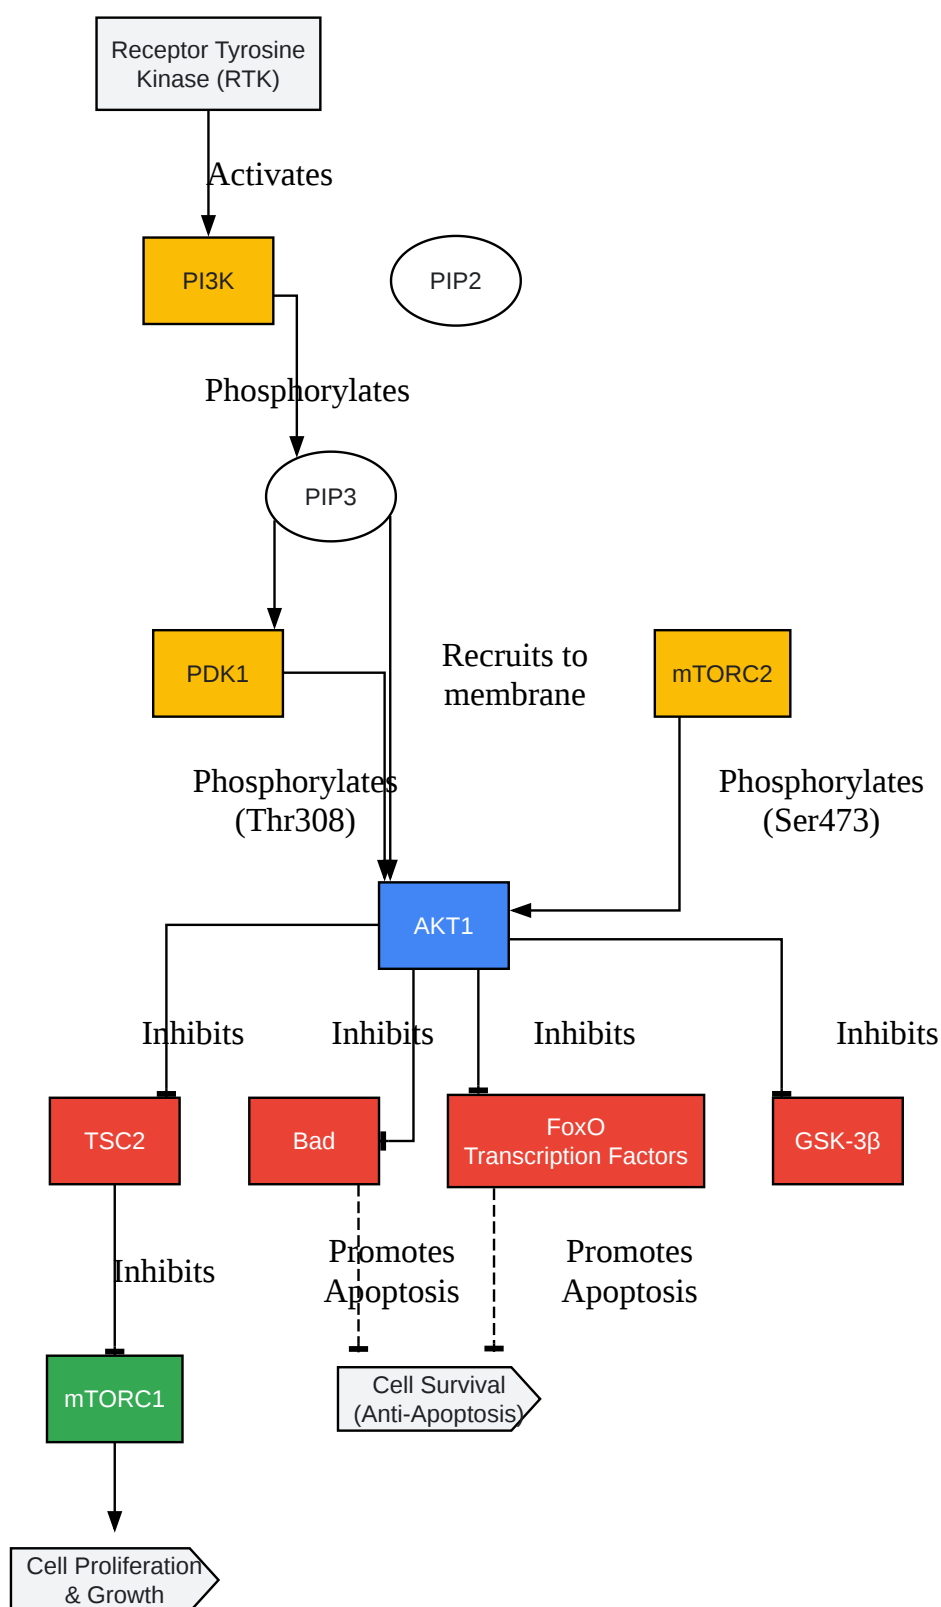 Receptor Tyrosine
Kinase (RTK)
Activates
PI3K
PIP2
Phosphorylates
PIP3
Recruits to
membrane
PDK1
mTORC2
Phosphorylates
(Thr308)
Phosphorylates
(Ser473)
AKT1
Inhibits
Inhibits
Inhibits
Inhibits
TSC2
Bad
FoxO
Transcription Factors
GSK-3β
Inhibits
Promotes
Apoptosis
Promotes
Apoptosis
mTORC1
Cell Survival
(Anti-Apoptosis)
Cell Proliferation
& Growth